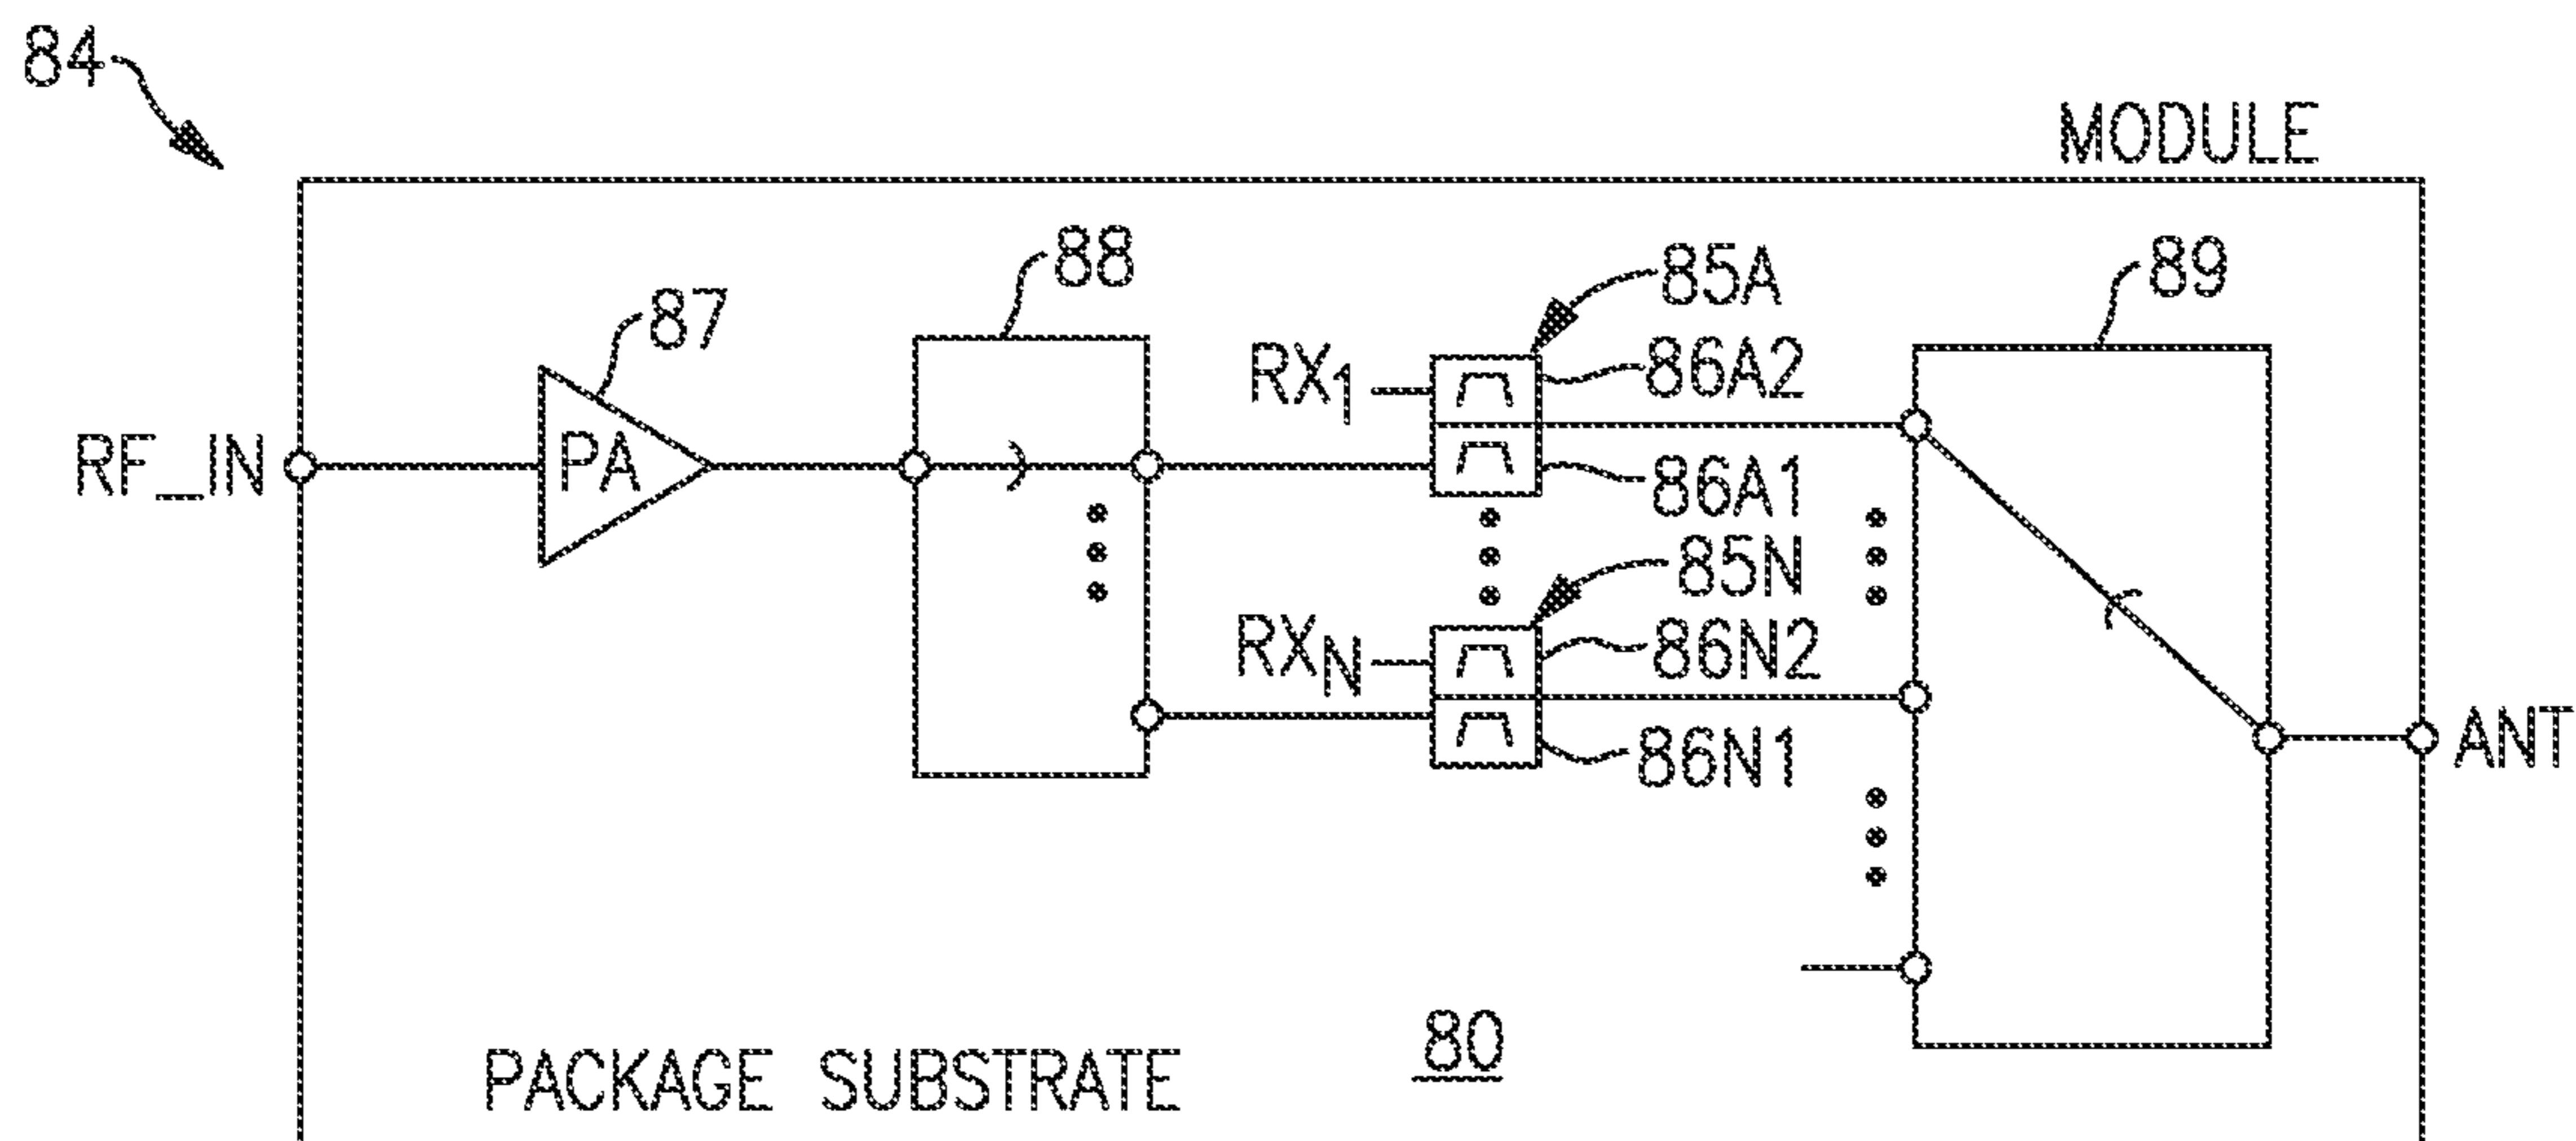 84
MODULE
88
85A
89
87
RX1
86A2
PA
RF_IN
86A1
85N
RXN
86N2
86N1
ANT
80
PACKAGE SUBSTRATE